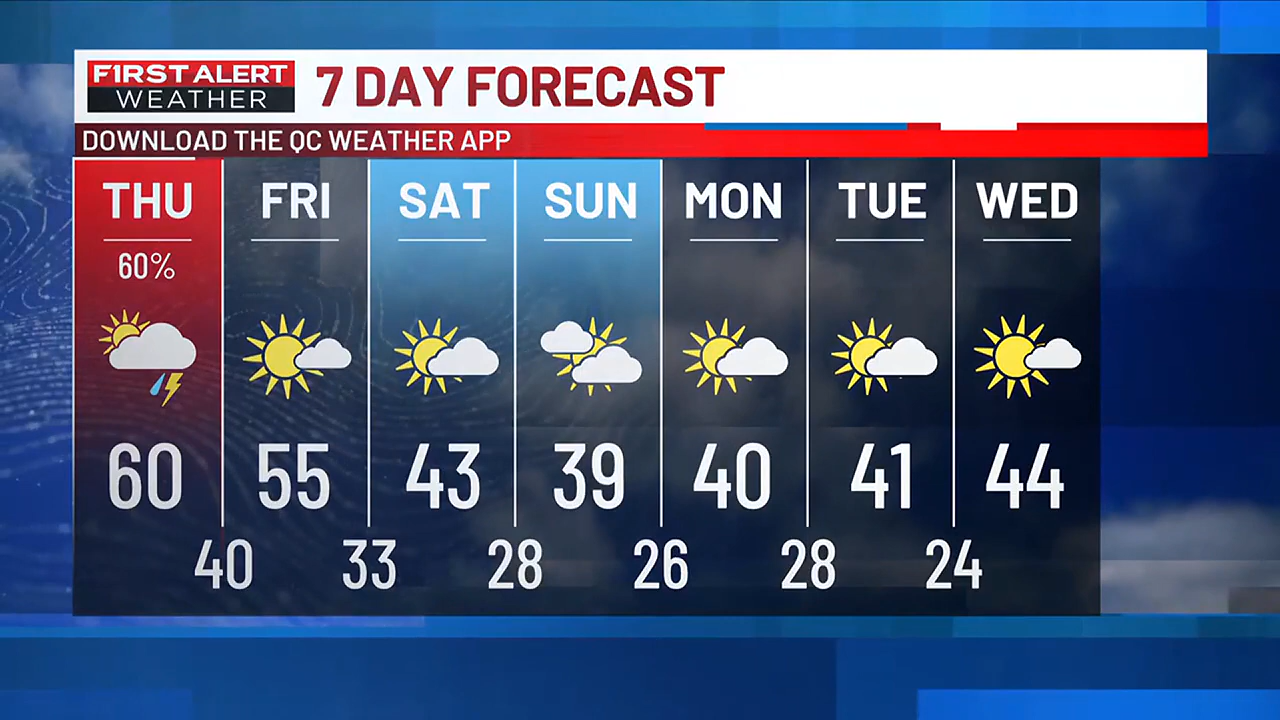 F1RST ALERT
WEATHER
7 DAY FORECAST
DOWNLOAD THE QC WEATHER APP
THU FRI SAT SUN MON TUE WED
60%
60 55 43 39 40 41 44
40 33 28 26 28 24